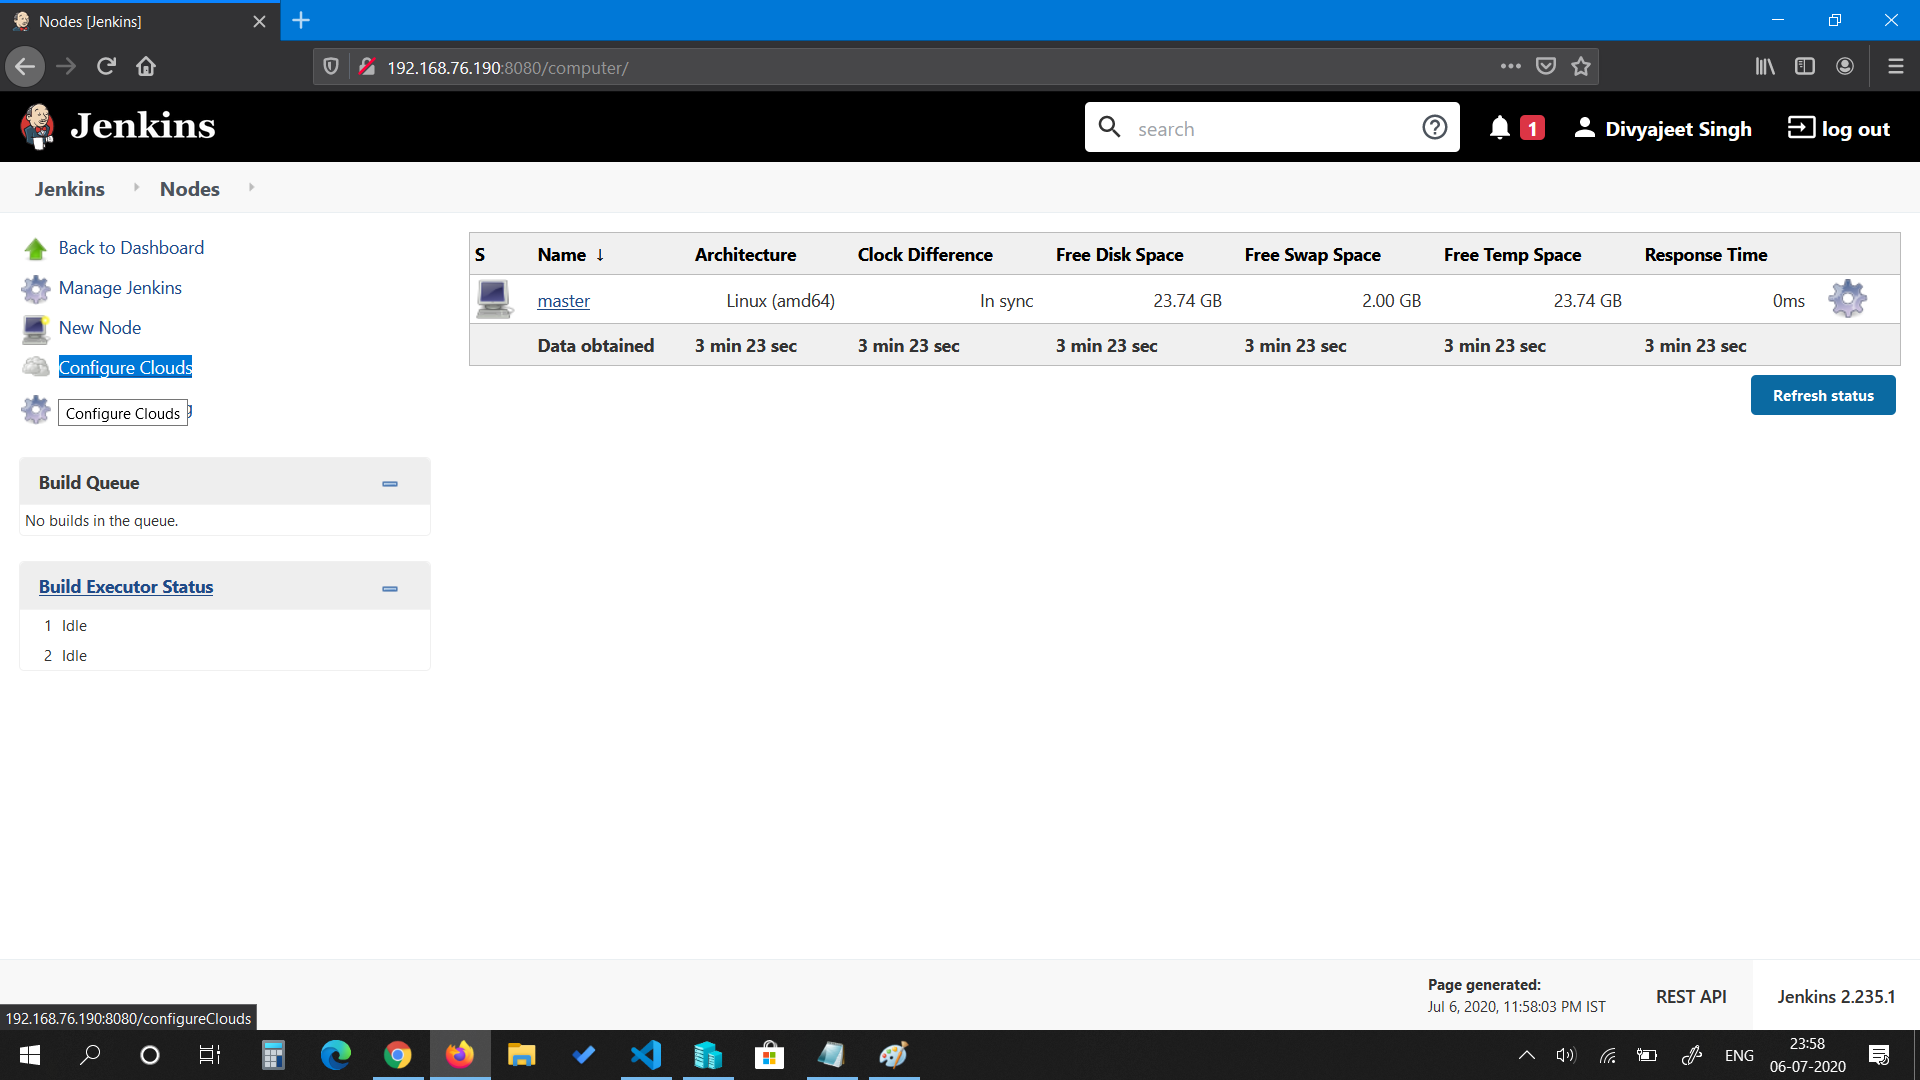 Nodes [Jenkins]
192.168.76.190:8080/computer/
Jenkins
search
1
Divyajeet Singh
log out
Jenkins
Nodes
Back to Dashboard
Manage Jenkins
New Node
Configure Clouds
Configure Clouds
S Name ↓ Architecture Clock Difference Free Disk Space Free Swap Space Free Temp Space Response Time
master Linux (amd64) In sync 23.74 GB 2.00 GB 23.74 GB 0ms
Data obtained 3 min 23 sec 3 min 23 sec 3 min 23 sec 3 min 23 sec 3 min 23 sec 3 min 23 sec
Refresh status
Build Queue
No builds in the queue.
Build Executor Status
1 Idle
2 Idle
Page generated:
Jul 6, 2020, 11:58:03 PM IST
REST API
Jenkins 2.235.1
192.168.76.190:8080/configureClouds
ENG
23:58
06-07-2020